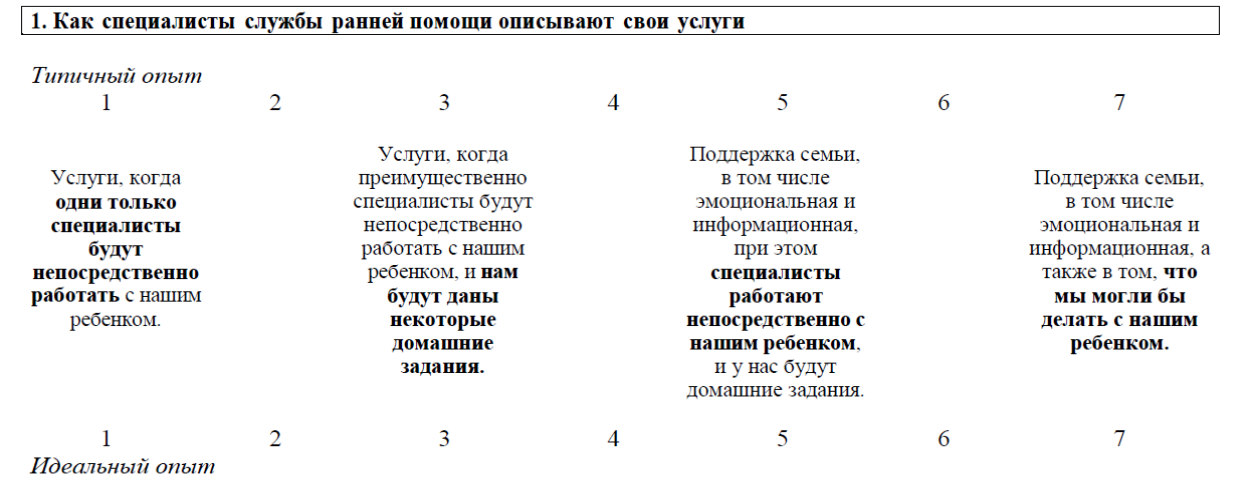 1. Как специалисты службы ранней помощи описывают свои услуги
Типичный опыт
1 2 3 4 5 6 7
Услуги, когда
одни только
специалисты
будут
непосредственно
работать с нашим
ребенком.
Услуги, когда
преимущественно
специалисты будут
непосредственно
работать с нашим
ребенком, и нам
будут даны
некоторые
домашние
задания.
Поддержка семьи,
в том числе
эмоциональная и
информационная,
при этом
специалисты
работают
непосредственно с
нашим ребенком,
и у нас будут
домашние задания.
Поддержка семьи,
в том числе
эмоциональная и
информационная, а
также в том, что
мы могли бы
делать с нашим
ребенком.
1 2 3 4 5 6 7
Идеальный опыт